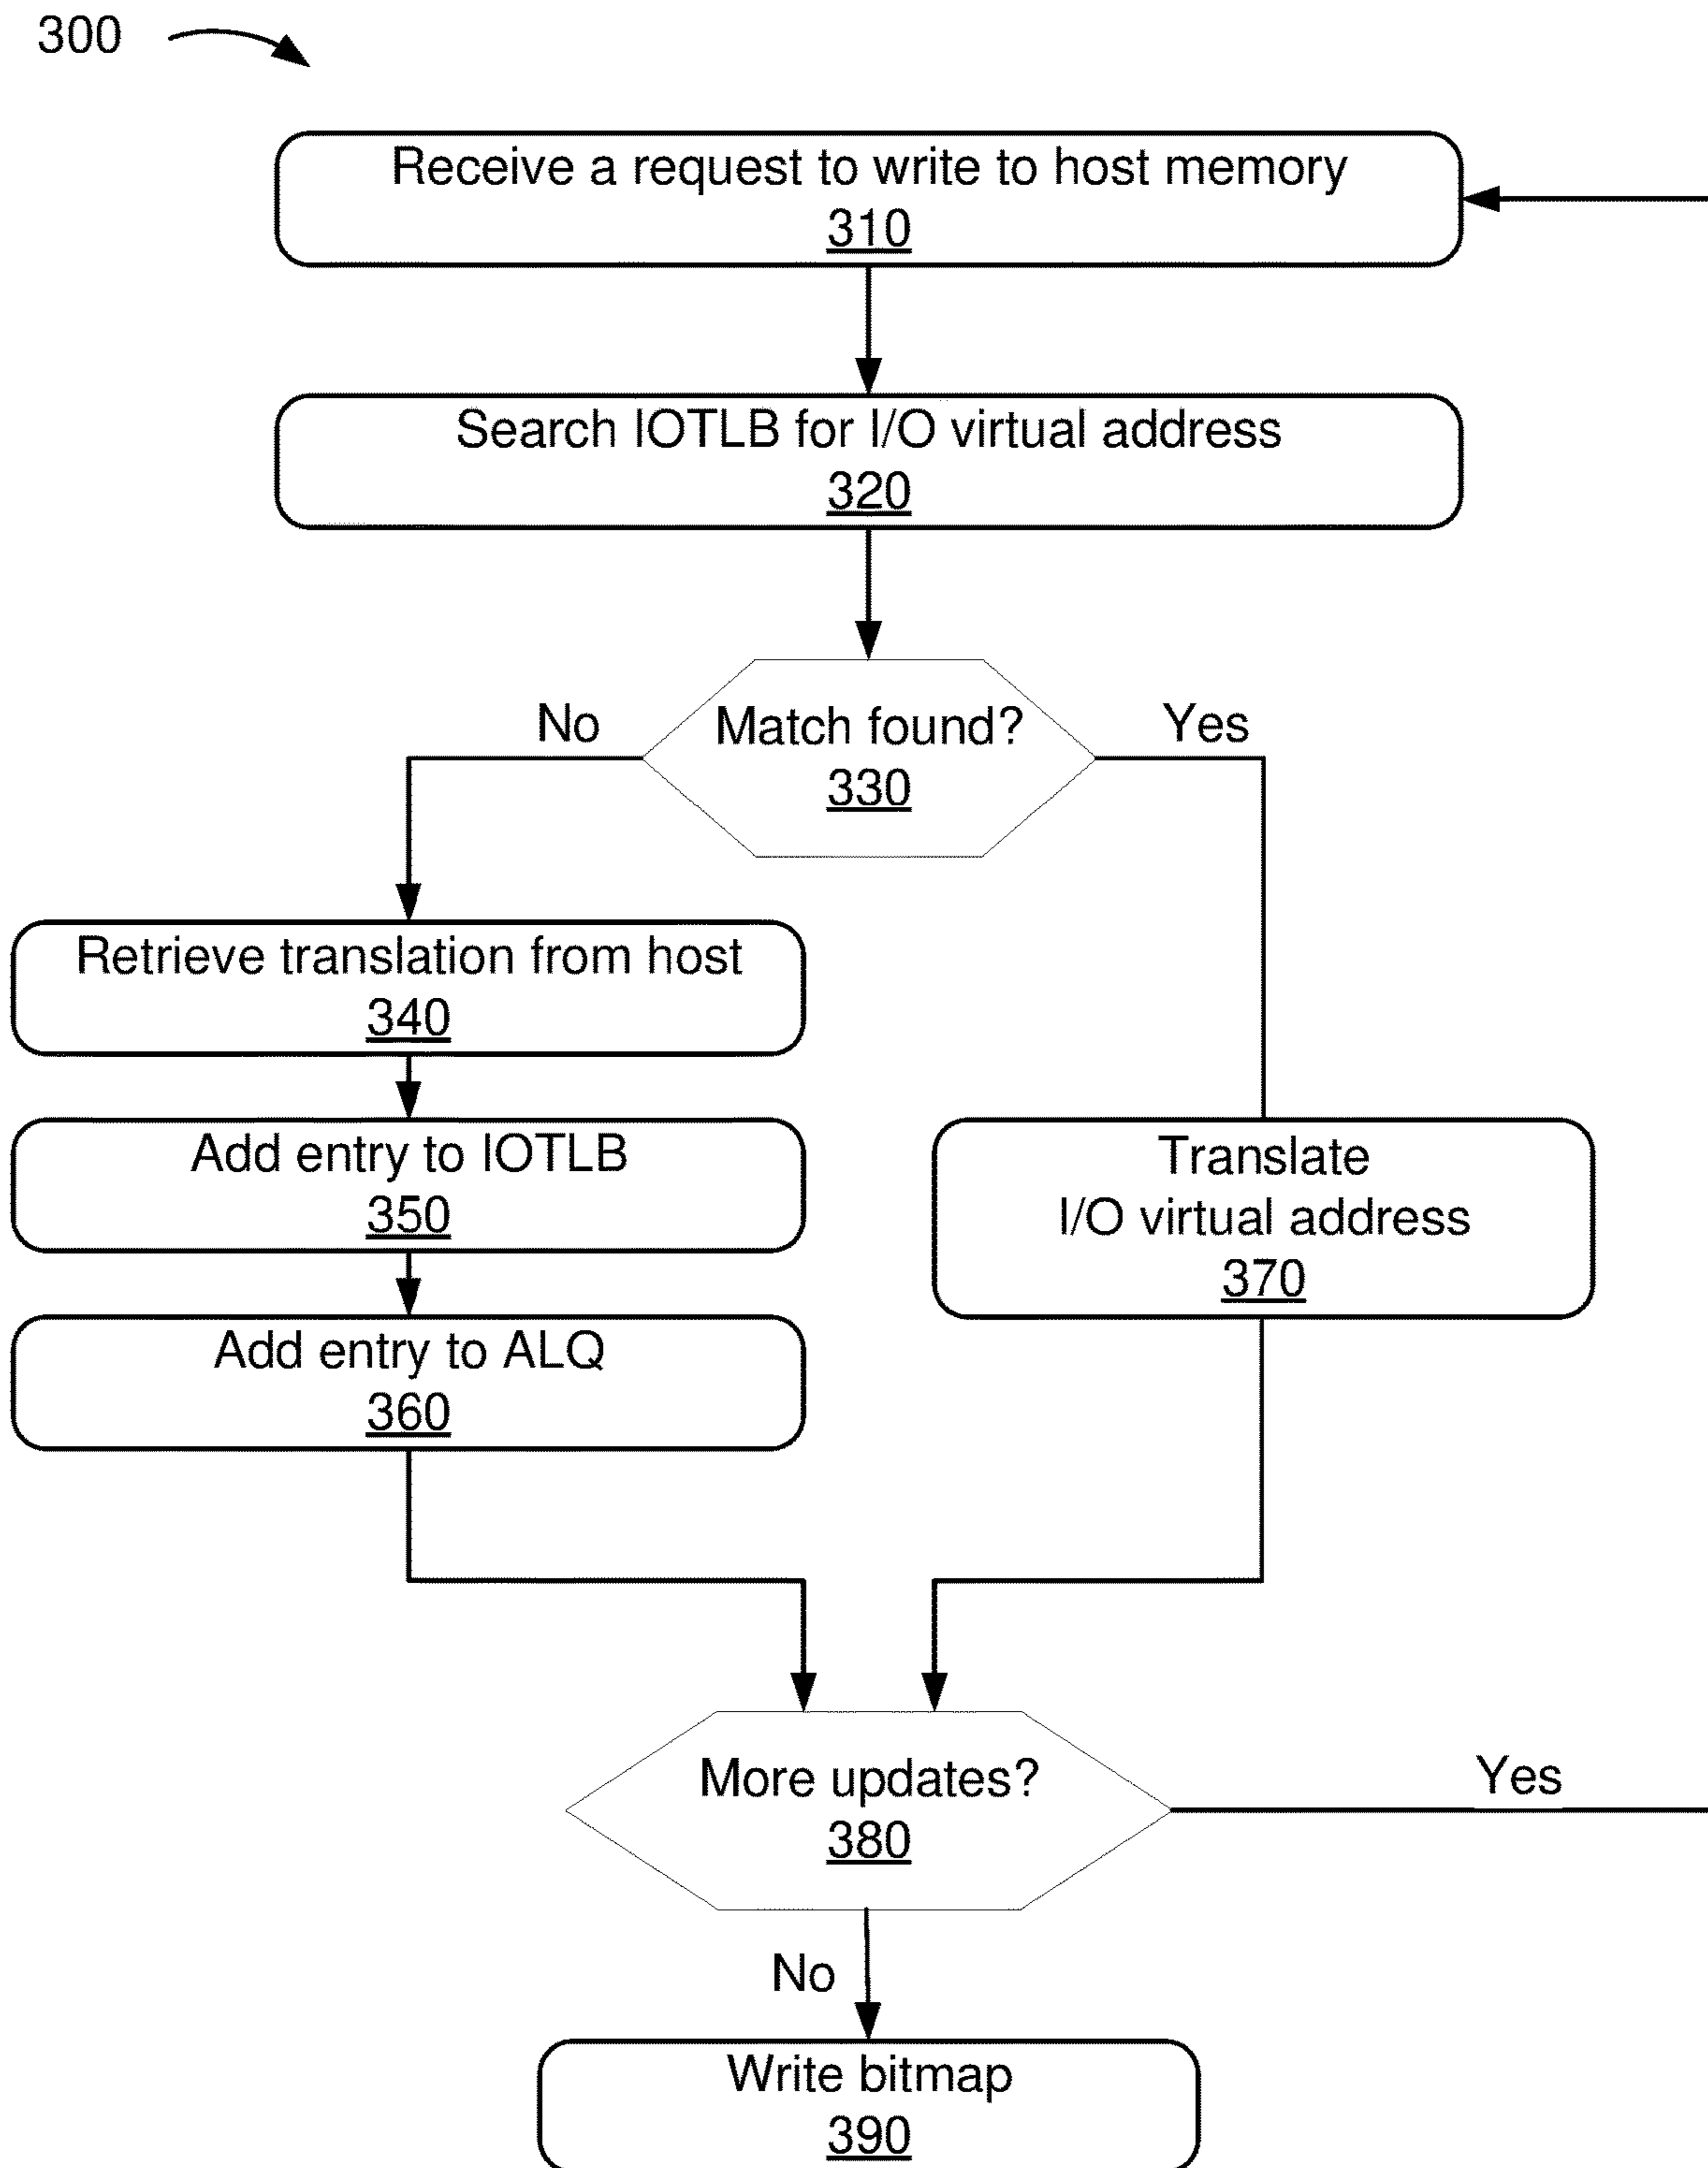 300
Receive a request to write to host memory
310
Search IOTLB for I/O virtual address
320
Match found?
330
No
Yes
Retrieve translation from host
340
Add entry to IOTLB
350
Add entry to ALQ
360
Translate
I/O virtual address
370
More updates?
380
Yes
No
Write bitmap
390